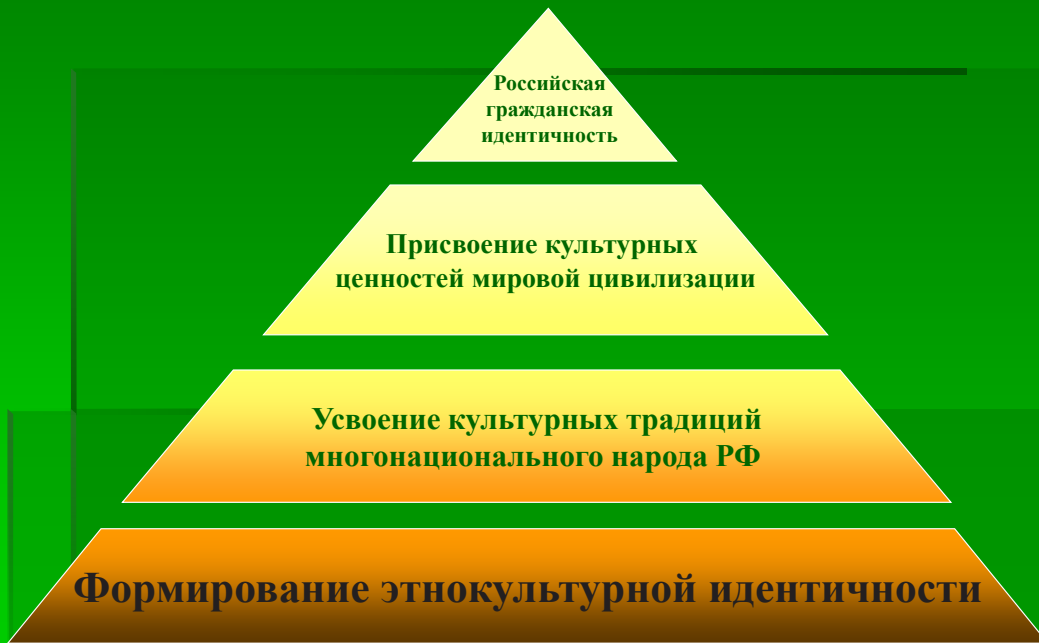 Российская
гражданская
идентичность
Присвоение культурных
ценностей мировой цивилизации
Усвоение культурных традиций
многонационального народа РФ
Формирование этнокультурной идентичности